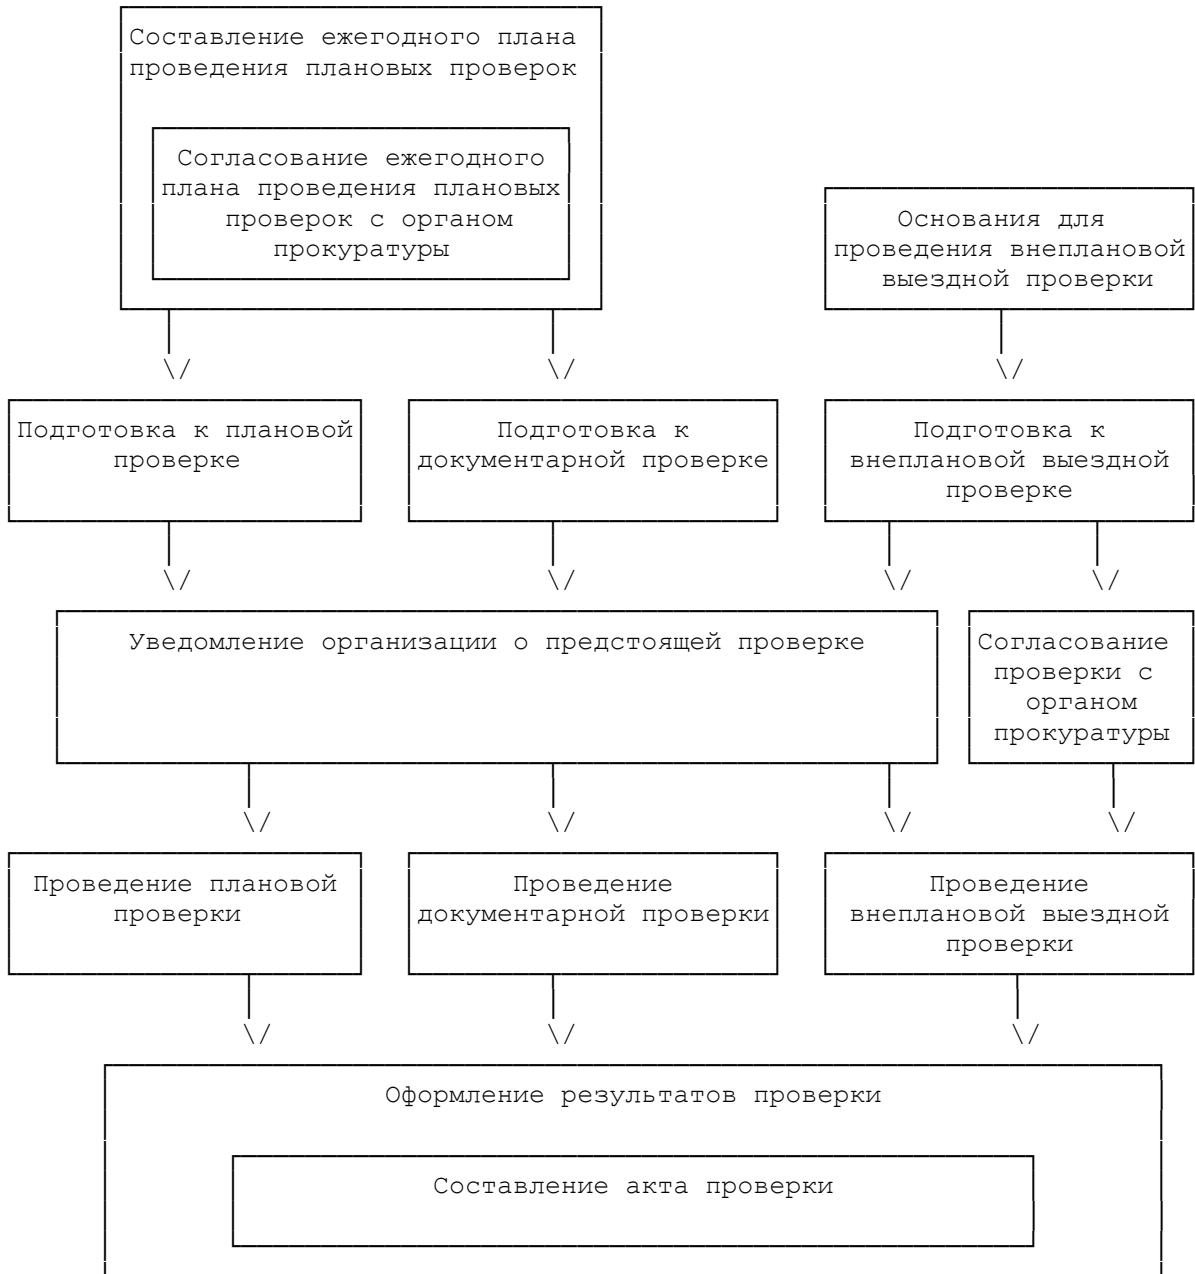 Составление ежегодного плана
проведения плановых проверок
Согласование ежегодного
плана проведения плановых
проверок с органом
прокуратуры
Основания для
проведения внеплановой
выездной проверки
Подготовка к плановой
проверке
Подготовка к
документарной проверке
Подготовка к
внеплановой выездной
проверке
Уведомление организации о предстоящей проверке
Согласование
проверки с
органом
прокуратуры
Проведение плановой
проверки
Проведение
документарной проверки
Проведение
внеплановой выездной
проверки
Оформление результатов проверки
Составление акта проверки